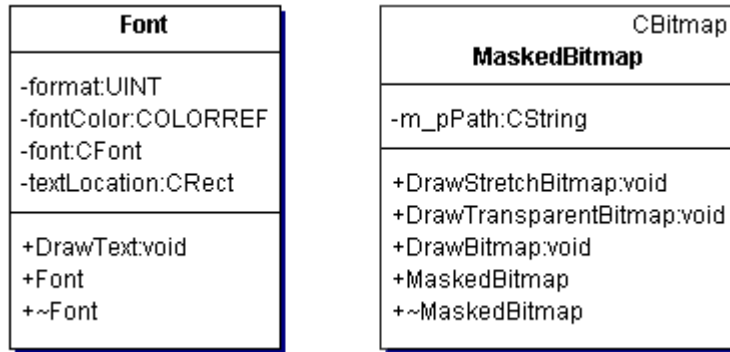 Font
-format:UINT
-fontColor:COLORREF
-font:CFont
-textLocation:CRect
+DrawText:void
+Font
+~Font
CBitmap
MaskedBitmap
-m_pPath:CString
+DrawStretchBitmap:void
+DrawTransparentBitmap:void
+DrawBitmap:void
+MaskedBitmap
+~MaskedBitmap